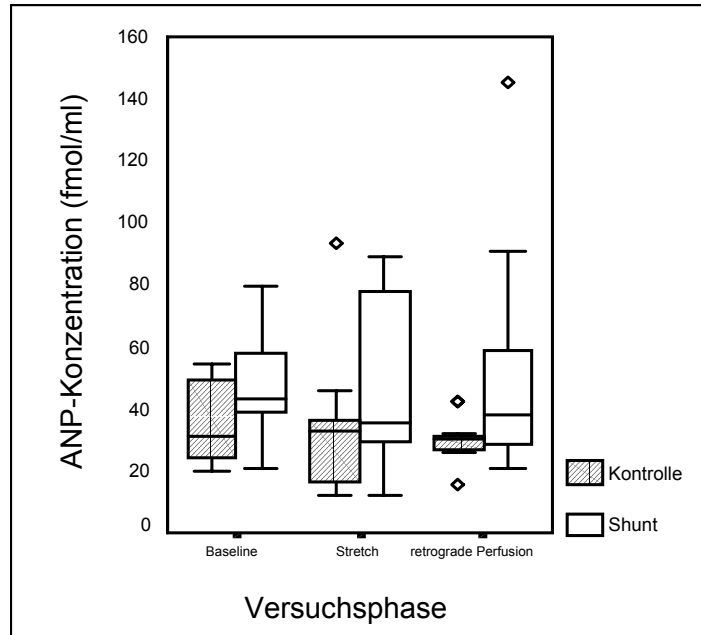 ANP-Konzentration (fmol/ml)
160
140
120
100
80
60
40
20
0
Baseline
Stretch
retrograde Perfusion
Versuchsphase
Kontrolle
Shunt